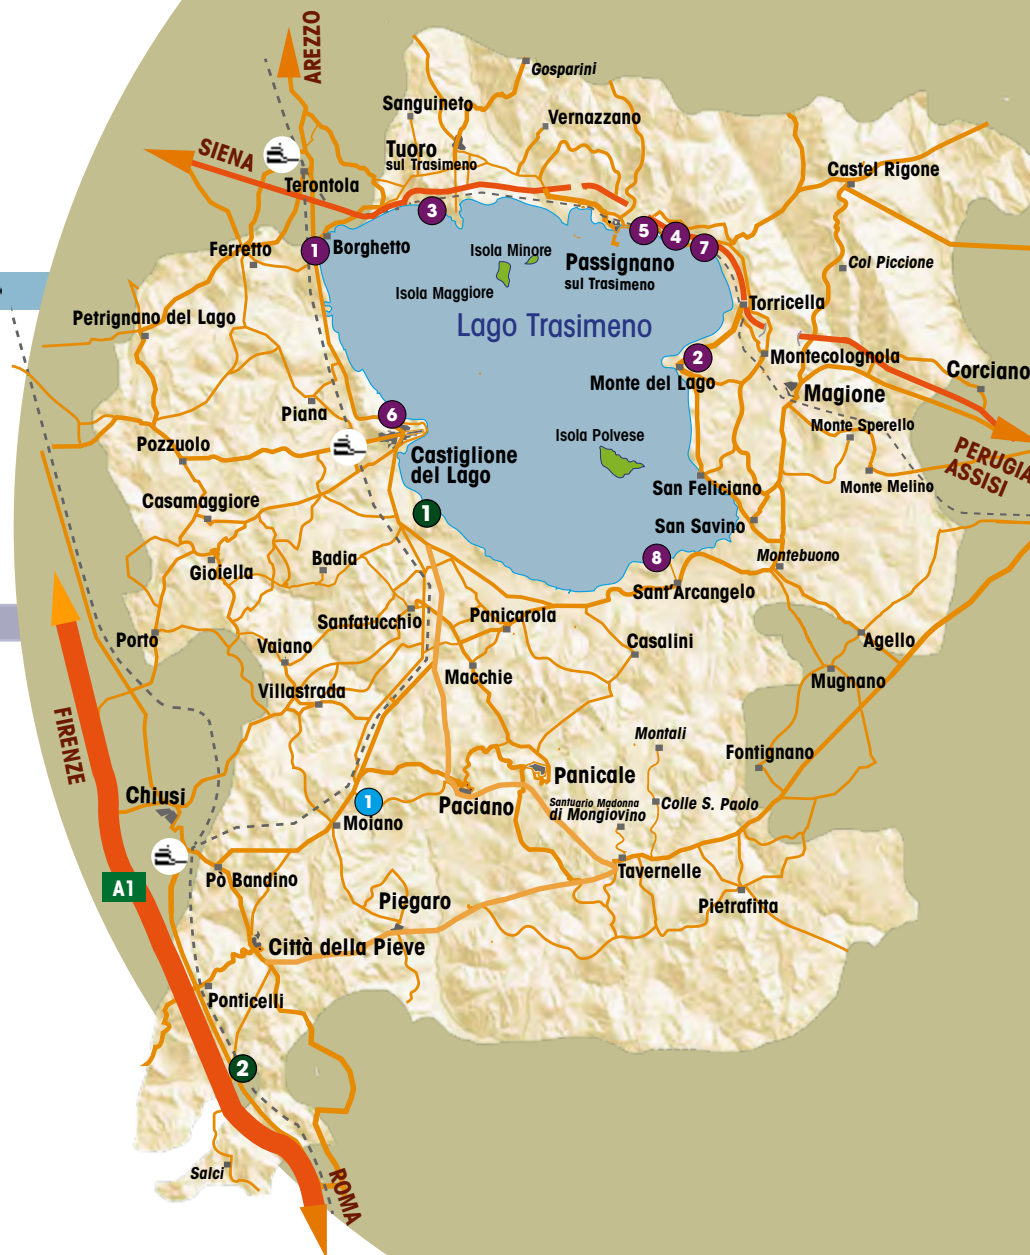 AREZZO
Gosparini
Sanguineto
Vernazzano
Tuoro
sul Trasimeno
SIENA
Terontola
Castel Rigone
3
5
4
7
1
Borghetto
Ferretto
Isola Minore
Passignano
sul Trasimeno
Col Piccione
Isola Maggiore
Torricella
Petrignano del Lago
Lago Trasimeno
2
Montecolognola
Monte del Lago
Corciano
Magione
Piana
6
Monte Sperello
Pozzuolo
Isola Polvese
Castiglione
del Lago
PERUGIA
ASSISI
San Feliciano
Monte Melino
Casamaggiore
1
San Savino
Badia
8
Montebuono
Gioiella
Sant'Arcangelo
Santatucchio
Panicarola
Porto
Vaiano
Casalini
Agello
Macchie
Mugnano
Villastrada
FIRENZE
Montali
Fontignano
Panicale
Chiusi
1
Paciano
Santuario Madonna
di Mongiovino
Colle S. Paolo
Moiano
A1
Pò Bandino
Tavernelle
Piegaro
Pietrafitta
Città della Pieve
Ponticelli
2
Salci
ROMA